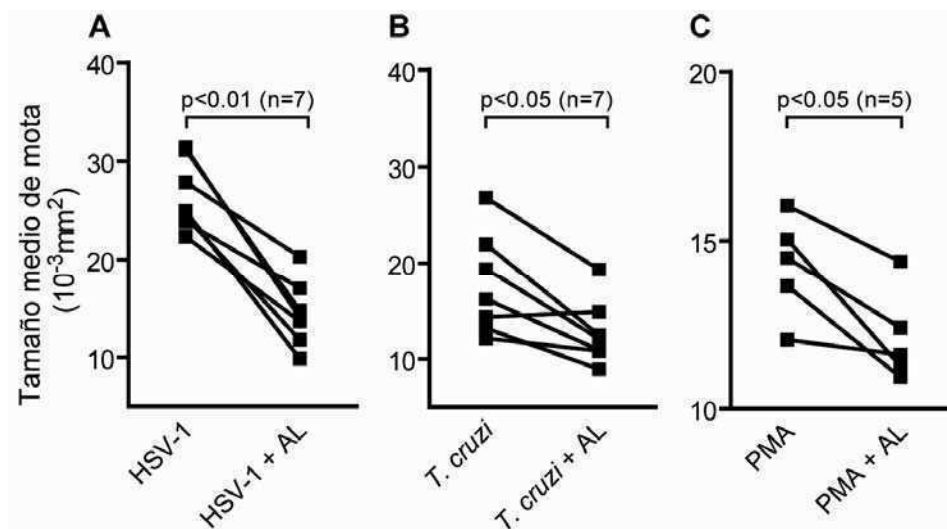 A
B
C
Tamaño medio de mota
(10⁻³mm²)
40
30
20
10
p<0.01 (n=7)
HSV-1
HSV-1 + AL
40
30
20
10
p<0.05 (n=7)
T. cruzi
T. cruzi + AL
20
15
10
p<0.05 (n=5)
PMA
PMA + AL